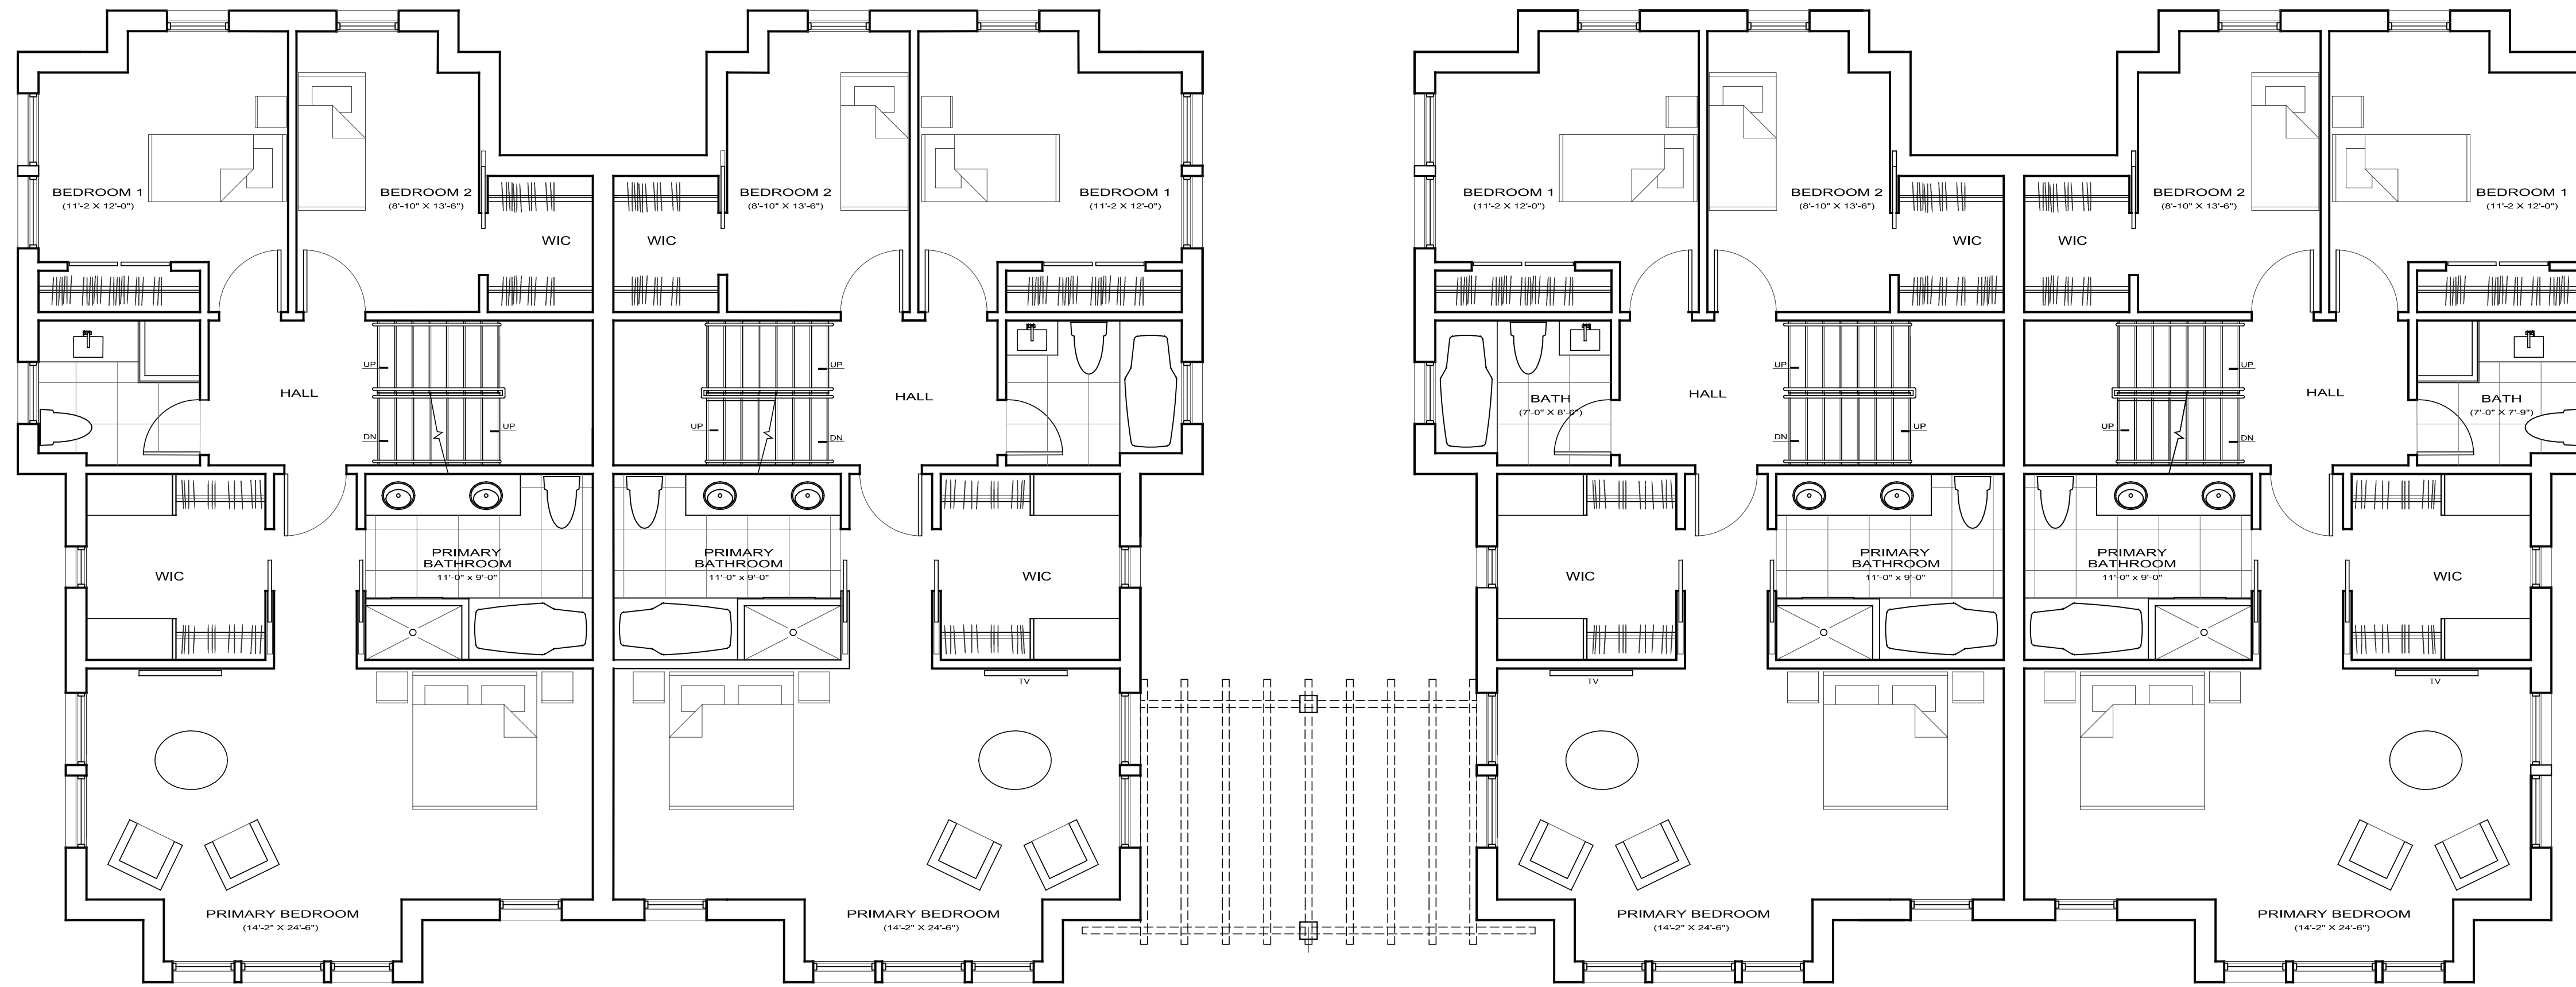 BEDROOM 1
(11'-2 X 12'-0")
BEDROOM 2
(8'-10" X 13'-6")
BEDROOM 2
(8'-10" X 13'-6")
BEDROOM 1
(11'-2 X 12'-0")
BEDROOM 1
(11'-2 X 12'-0")
BEDROOM 2
(8'-10" X 13'-6")
BEDROOM 2
(8'-10" X 13'-6")
BEDROOM 1
(11'-2 X 12'-0")
WIC
WIC
WIC
WIC
UP
UP
UP
UP
HALL
HALL
HALL
HALL
BATH
(7'-0" X 8'-6")
BATH
(7'-0" X 7'-9")
DN
UP
UP
DN
DN
UP
UP
DN
WIC
PRIMARY
BATHROOM
11'-0" x 9'-0"
PRIMARY
BATHROOM
11'-0" x 9'-0"
WIC
WIC
PRIMARY
BATHROOM
11'-0" x 9'-0"
PRIMARY
BATHROOM
11'-0" x 9'-0"
WIC
TV
TV
TV
PRIMARY BEDROOM
(14'-2" X 24'-6")
PRIMARY BEDROOM
(14'-2" X 24'-6")
PRIMARY BEDROOM
(14'-2" X 24'-6")
PRIMARY BEDROOM
(14'-2" X 24'-6")